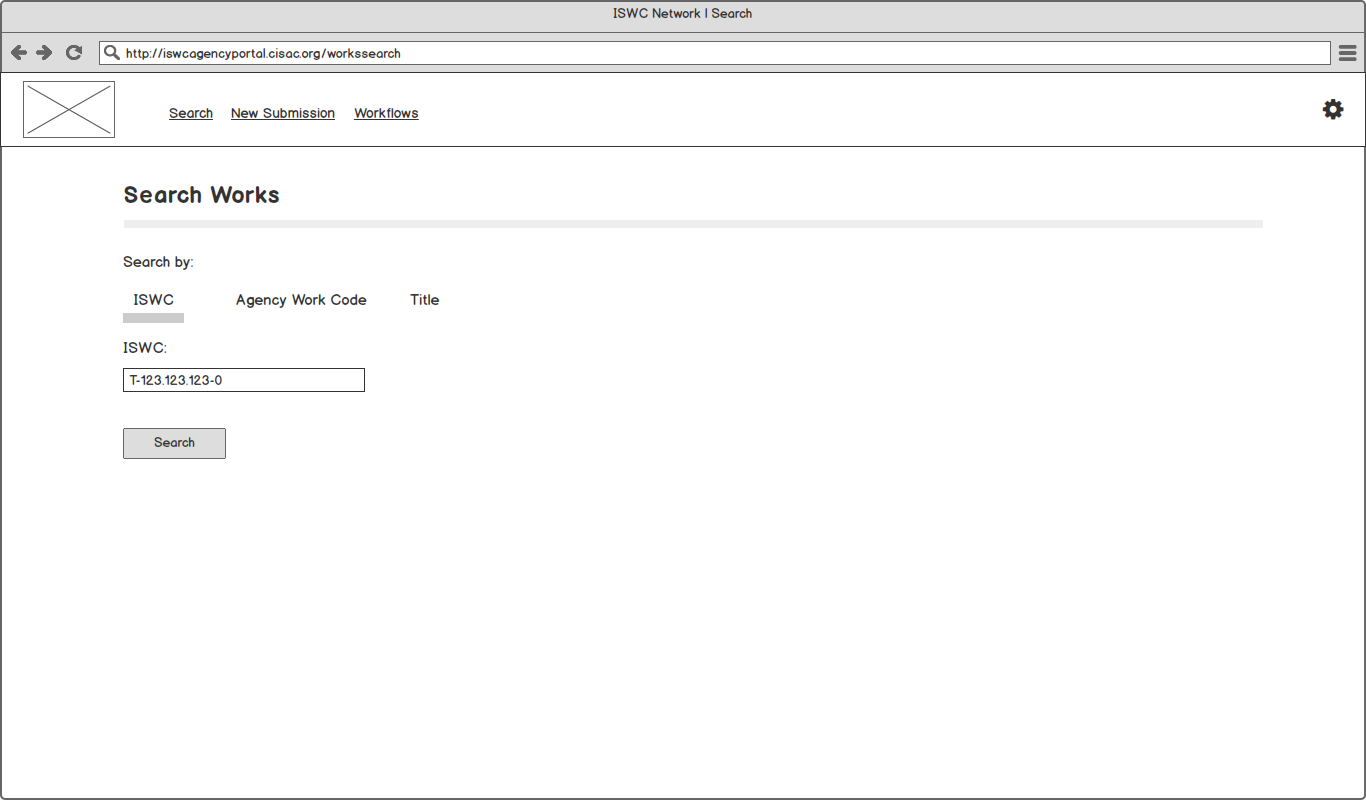 ISWC Network | Search
http://iswcagencyportal.cisac.org/workssearch
Search New Submission Workflows
Search Works
Search by:
ISWC Agency Work Code Title
ISWC:
T-123.123.123-0
Search